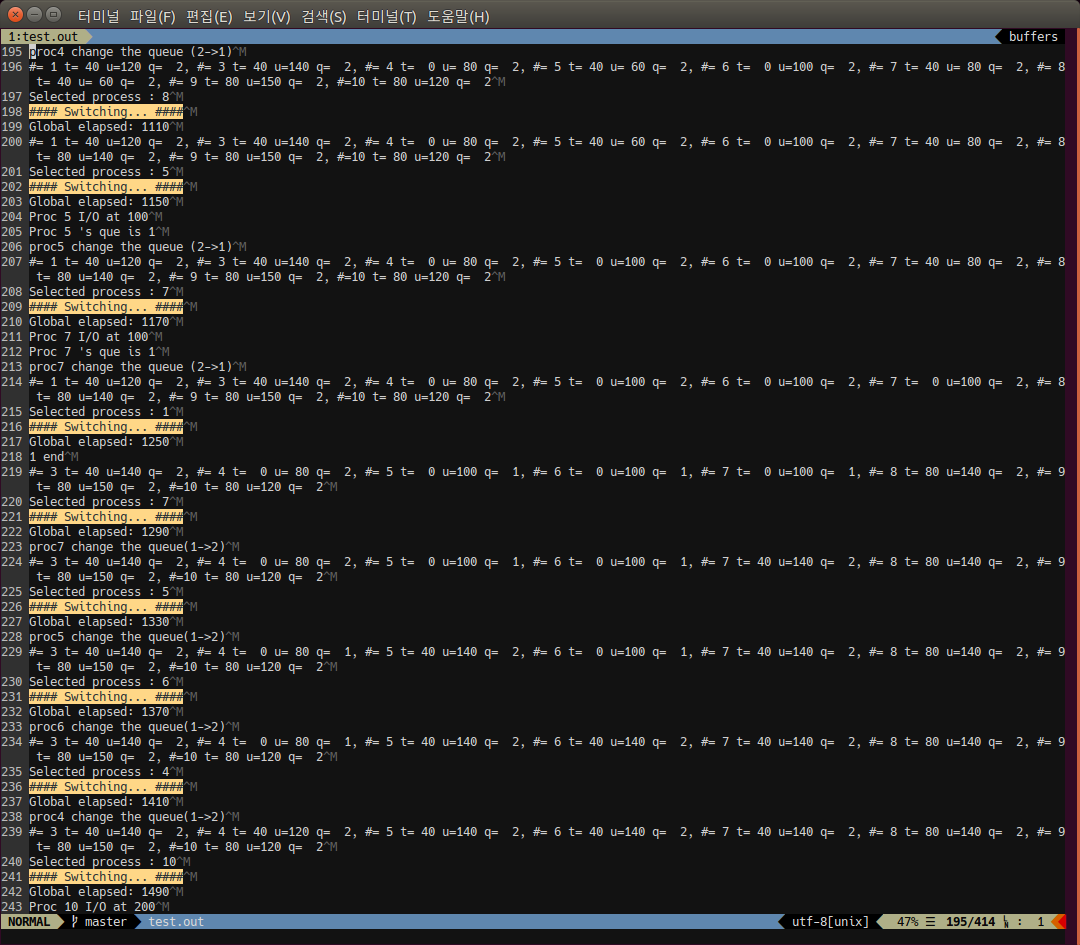 터미널 파일(F) 편집(E) 보기(V) 검색(S) 터미널(T) 도움말(H)
1:test.out buffers
195 proc4 change the queue (2->1)^M
196 #= 1 t= 40 u=120 q=  2, #= 3 t= 40 u=140 q=  2, #= 4 t=  0 u= 80 q=  2, #= 5 t= 40 u= 60 q=  2, #= 6 t=  0 u=100 q=  2, #= 7 t= 40 u= 80 q=  2, #= 8
t= 40 u= 60 q=  2, #= 9 t= 80 u=150 q=  2, #=10 t= 80 u=120 q=  2^M
197 Selected process : 8^M
198 #### Switching... ####^M
199 Global elapsed: 1110^M
200 #= 1 t= 40 u=120 q=  2, #= 3 t= 40 u=140 q=  2, #= 4 t=  0 u= 80 q=  2, #= 5 t= 40 u= 60 q=  2, #= 6 t=  0 u=100 q=  2, #= 7 t= 40 u= 80 q=  2, #= 8
t= 80 u=140 q=  2, #= 9 t= 80 u=150 q=  2, #=10 t= 80 u=120 q=  2^M
201 Selected process : 5^M
202 #### Switching... ####^M
203 Global elapsed: 1150^M
204 Proc 5 I/O at 100^M
205 Proc 5 's que is 1^M
206 proc5 change the queue (2->1)^M
207 #= 1 t= 40 u=120 q=  2, #= 3 t= 40 u=140 q=  2, #= 4 t=  0 u= 80 q=  2, #= 5 t=  0 u=100 q=  2, #= 6 t=  0 u=100 q=  2, #= 7 t= 40 u= 80 q=  2, #= 8
t= 80 u=140 q=  2, #= 9 t= 80 u=150 q=  2, #=10 t= 80 u=120 q=  2^M
208 Selected process : 7^M
209 #### Switching... ####^M
210 Global elapsed: 1170^M
211 Proc 7 I/O at 100^M
212 Proc 7 's que is 1^M
213 proc7 change the queue (2->1)^M
214 #= 1 t= 40 u=120 q=  2, #= 3 t= 40 u=140 q=  2, #= 4 t=  0 u= 80 q=  2, #= 5 t=  0 u=100 q=  2, #= 6 t=  0 u=100 q=  2, #= 7 t=  0 u=100 q=  2, #= 8
t= 80 u=140 q=  2, #= 9 t= 80 u=150 q=  2, #=10 t= 80 u=120 q=  2^M
215 Selected process : 1^M
216 #### Switching... ####^M
217 Global elapsed: 1250^M
218 1 end^M
219 #= 3 t= 40 u=140 q=  2, #= 4 t=  0 u= 80 q=  2, #= 5 t=  0 u=100 q=  1, #= 6 t=  0 u=100 q=  1, #= 7 t=  0 u=100 q=  1, #= 8 t= 80 u=140 q=  2, #= 9
t= 80 u=150 q=  2, #=10 t= 80 u=120 q=  2^M
220 Selected process : 7^M
221 #### Switching... ####^M
222 Global elapsed: 1290^M
223 proc7 change the queue(1->2)^M
224 #= 3 t= 40 u=140 q=  2, #= 4 t=  0 u= 80 q=  2, #= 5 t=  0 u=100 q=  1, #= 6 t=  0 u=100 q=  1, #= 7 t= 40 u=140 q=  2, #= 8 t= 80 u=140 q=  2, #= 9
t= 80 u=150 q=  2, #=10 t= 80 u=120 q=  2^M
225 Selected process : 5^M
226 #### Switching... ####^M
227 Global elapsed: 1330^M
228 proc5 change the queue(1->2)^M
229 #= 3 t= 40 u=140 q=  2, #= 4 t=  0 u= 80 q=  1, #= 5 t= 40 u=140 q=  2, #= 6 t=  0 u=100 q=  1, #= 7 t= 40 u=140 q=  2, #= 8 t= 80 u=140 q=  2, #= 9
t= 80 u=150 q=  2, #=10 t= 80 u=120 q=  2^M
230 Selected process : 6^M
231 #### Switching... ####^M
232 Global elapsed: 1370^M
233 proc6 change the queue(1->2)^M
234 #= 3 t= 40 u=140 q=  2, #= 4 t=  0 u= 80 q=  1, #= 5 t= 40 u=140 q=  2, #= 6 t= 40 u=140 q=  2, #= 7 t= 40 u=140 q=  2, #= 8 t= 80 u=140 q=  2, #= 9
t= 80 u=150 q=  2, #=10 t= 80 u=120 q=  2^M
235 Selected process : 4^M
236 #### Switching... ####^M
237 Global elapsed: 1410^M
238 proc4 change the queue(1->2)^M
239 #= 3 t= 40 u=140 q=  2, #= 4 t= 40 u=120 q=  2, #= 5 t= 40 u=140 q=  2, #= 6 t= 40 u=140 q=  2, #= 7 t= 40 u=140 q=  2, #= 8 t= 80 u=140 q=  2, #= 9
t= 80 u=150 q=  2, #=10 t= 80 u=120 q=  2^M
240 Selected process : 10^M
241 #### Switching... ####^M
242 Global elapsed: 1490^M
243 Proc 10 I/O at 200^M
NORMAL master test.out utf-8[unix] 47% ☰ 195/414 : 1